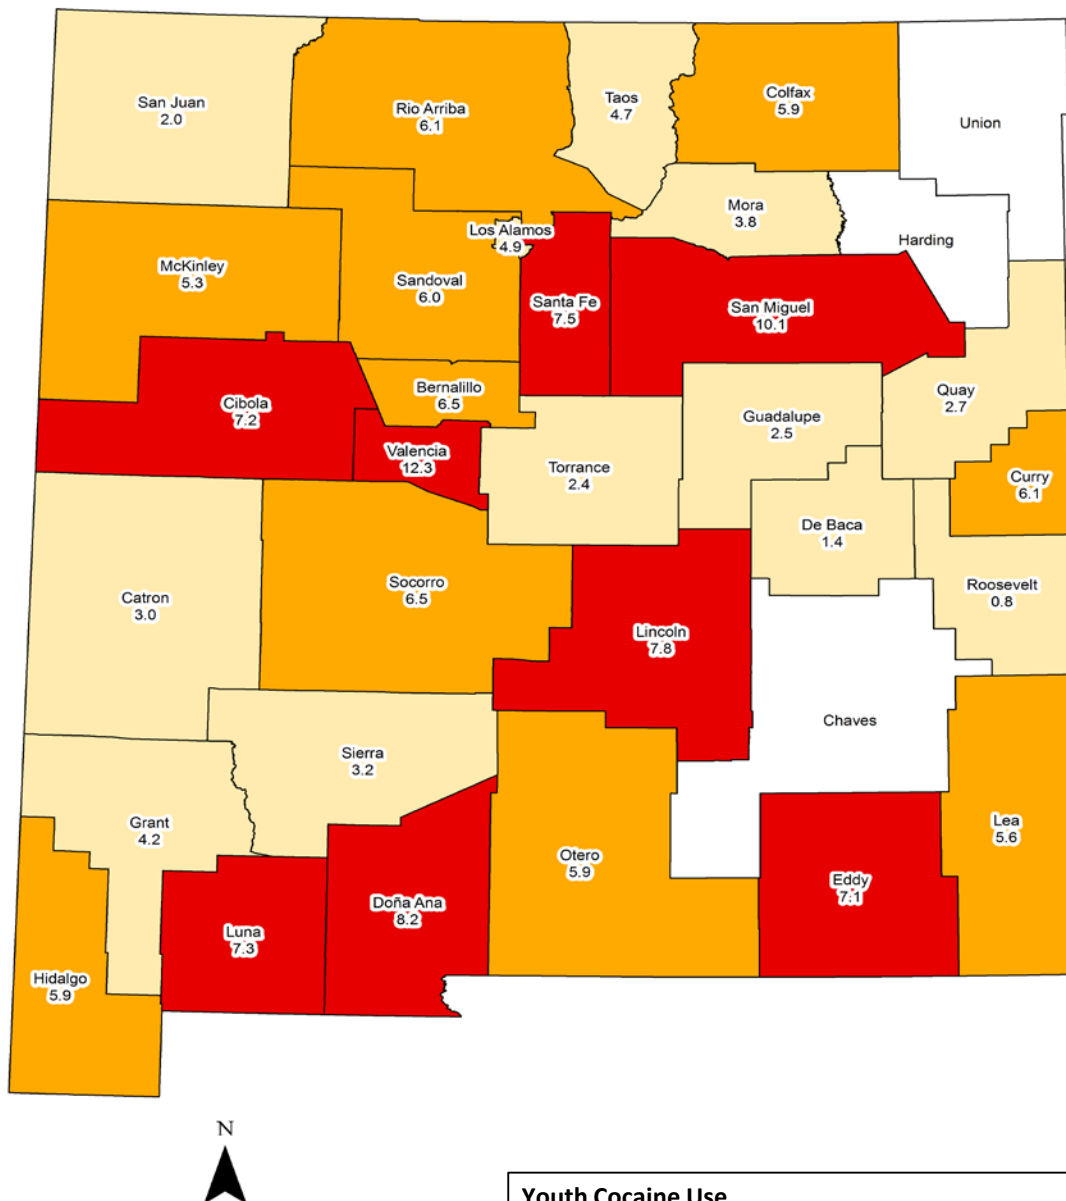 San Juan
2.0
Rio Arriba
6.1
Taos
4.7
Colfax
5.9
Union
Mora
3.8
Harding
Los Alamos
4.9
McKinley
5.3
Sandoval
6.0
Santa Fe
7.5
San Miguel
10.1
Bernalillo
6.5
Quay
2.7
Cibola
7.2
Guadalupe
2.5
Valencia
12.3
Torrance
2.4
Curry
6.1
De Baca
1.4
Socorro
6.5
Roosevelt
0.8
Catron
3.0
Lincoln
7.8
Chaves
Sierra
3.2
Grant
4.2
Lea
5.6
Otero
5.9
Eddy
7.1
Doña Ana
8.2
Luna
7.3
Hidalgo
5.9
N
Youth Cocaine Use